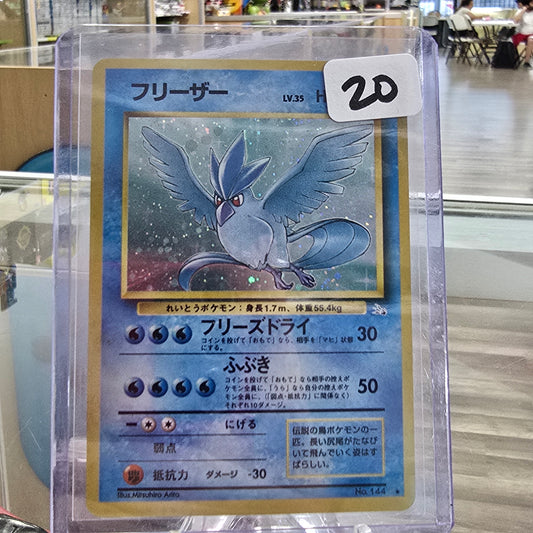 フリーザー LV.35 H
20
れいとうポケモン：身長1.7m、体重55.4kg
フリーズドライ 30
コインを投げて「おもて」なら、相手を「マヒ」状態
にする。
ふぶき 50
コインを投げて「おもて」なら相手の控えポ
ケモン全員に、「うら」なら自分の控えポケ
モン全員に、（「弱点・抵抗力」に関係なく）
それぞれ10ダメージ。
にげる
弱点
抵抗力 ダメージ -30
伝説の鳥ポケモンの一
匹。長い尻尾がたなび
いて飛んでいく姿はす
ばらしい。
Illus.Mitsuhiro Arita
No. 144 ★